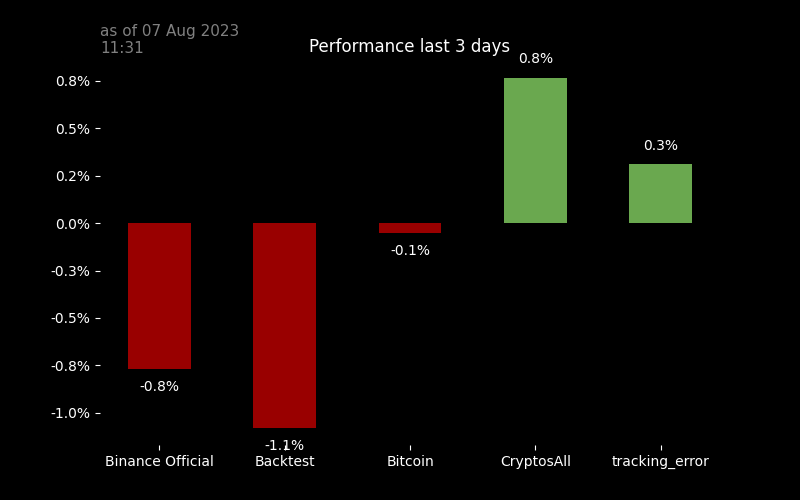 as of 07 Aug 2023
11:31
Performance last 3 days
0.8%
0.8%
0.5%
0.3%
0.2%
0.0%
-0.1%
-0.3%
-0.5%
-0.8%
-0.8%
-1.0%
-1.1%
Binance Official
Backtest
Bitcoin
CryptosAll
tracking_error